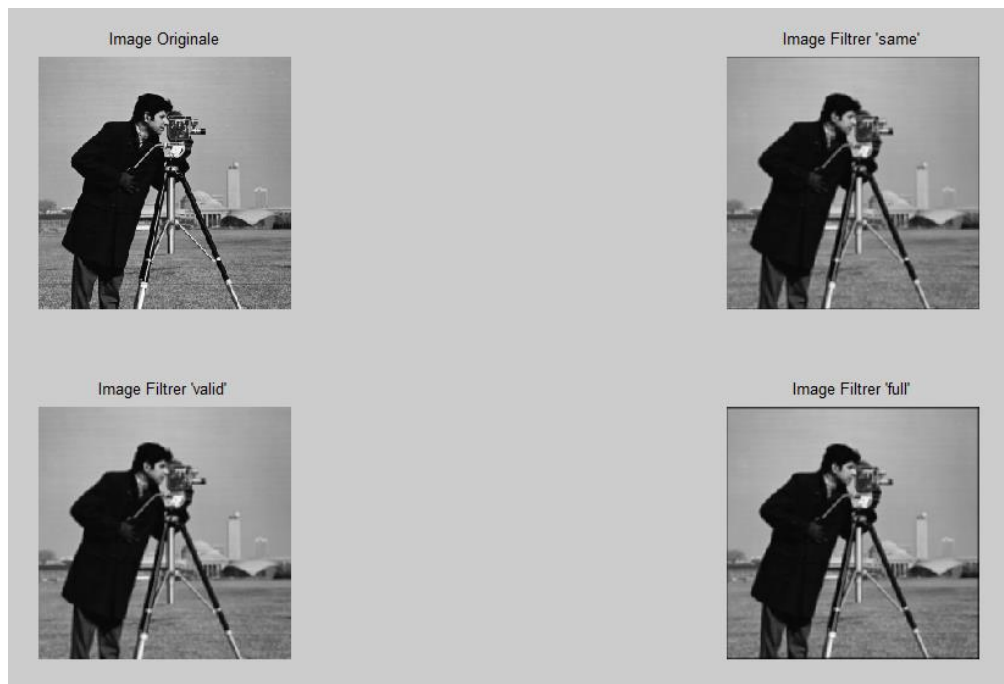 Image Originale
Image Filtrer 'same'
Image Filtrer 'valid'
Image Filtrer 'full'